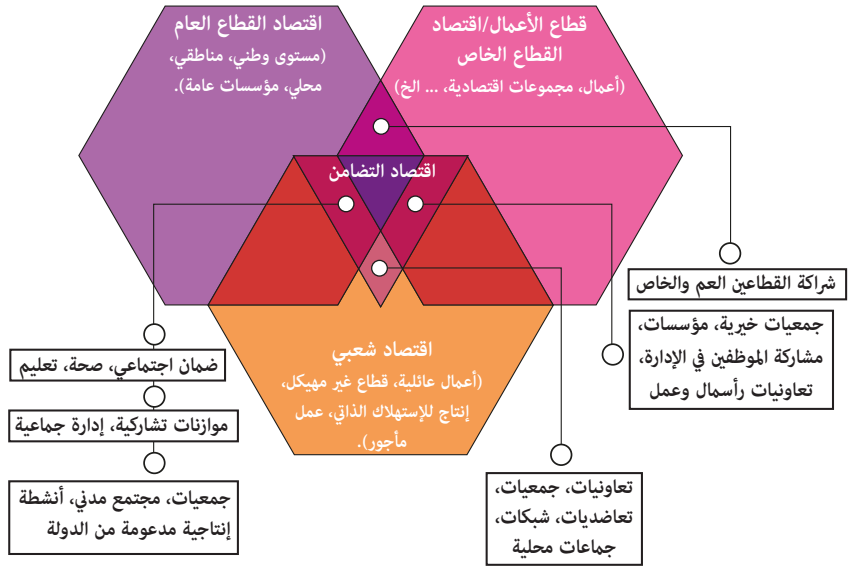 قطاع الأعمال/اقتصاد
القطاع الخاص
(أعمال، مجموعات اقتصادية، ... الخ)
اقتصاد القطاع العام
(مستوى وطني، مناطقي،
محلي، مؤسسات عامة).
اقتصاد التضامن
اقتصاد شعبي
(أعمال عائلية، قطاع غير مهيكل،
إنتاج للإستهلاك الذاتي، عمل
مأجور).
شراكة القطاعين العم والخاص
جمعيات خيرية، مؤسسات،
مشاركة الموظفين في الإدارة،
تعاونيات رأسمال وعمل
تعاونيات، جمعيات،
تعاضديات، شبكات،
جماعات محلية
ضمان اجتماعي، صحة، تعليم
موازنات تشاركية، إدارة جماعية
جمعيات، مجتمع مدني، أنشطة
إنتاجية مدعومة من الدولة